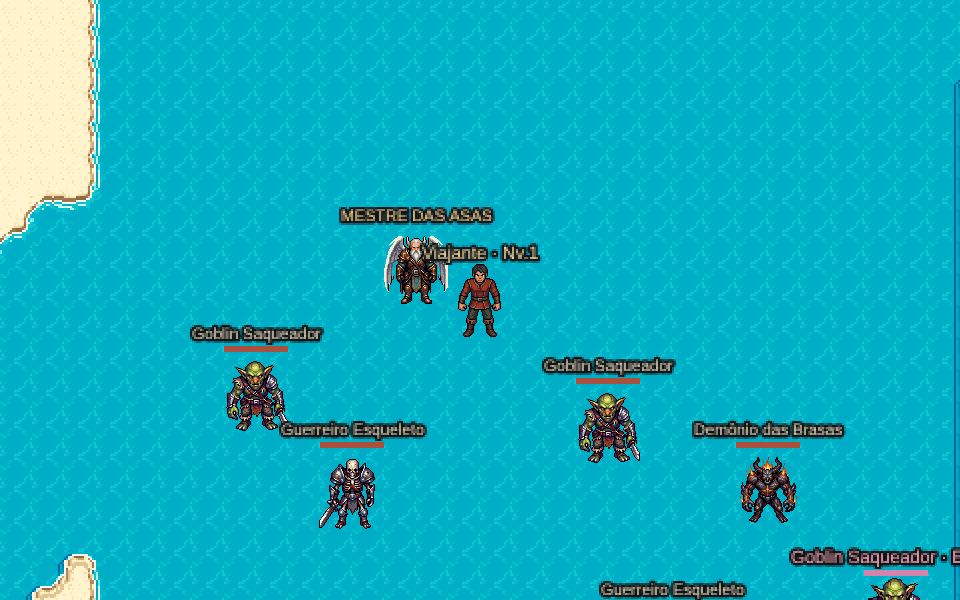 MESTRE DAS ASAS
Viajante - Nv.1
Goblin Saqueador
Goblin Saqueador
Guerreiro Esqueleto
Demônio das Brasas
Goblin Saqueador - E
Guerreiro Esqueleto